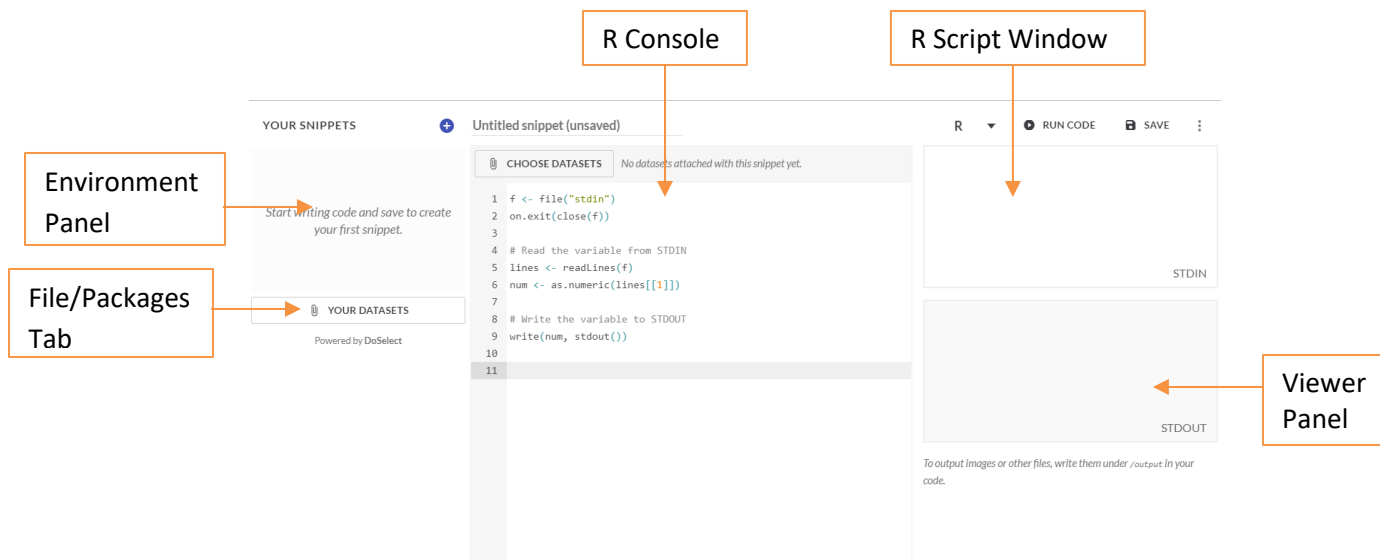 R Console
R Script Window
YOUR SNIPPETS
Untitled snippet (unsaved)
R
RUN CODE
SAVE
Environment
Panel
Start writing code and save to create
your first snippet.
File/Packages
Tab
YOUR DATASETS
Powered by DoSelect
CHOOSE DATASETS
No datasets attached with this snippet yet.
1 f <- file("stdin")
2 on.exit(close(f))
3
4 # Read the variable from STDIN
5 lines <- readLines(f)
6 num <- as.numeric(lines[[1]])
7
8 # Write the variable to STDOUT
9 write(num, stdout())
10
11
STDIN
STDOUT
Viewer
Panel
To output images or other files, write them under /output in your
code.